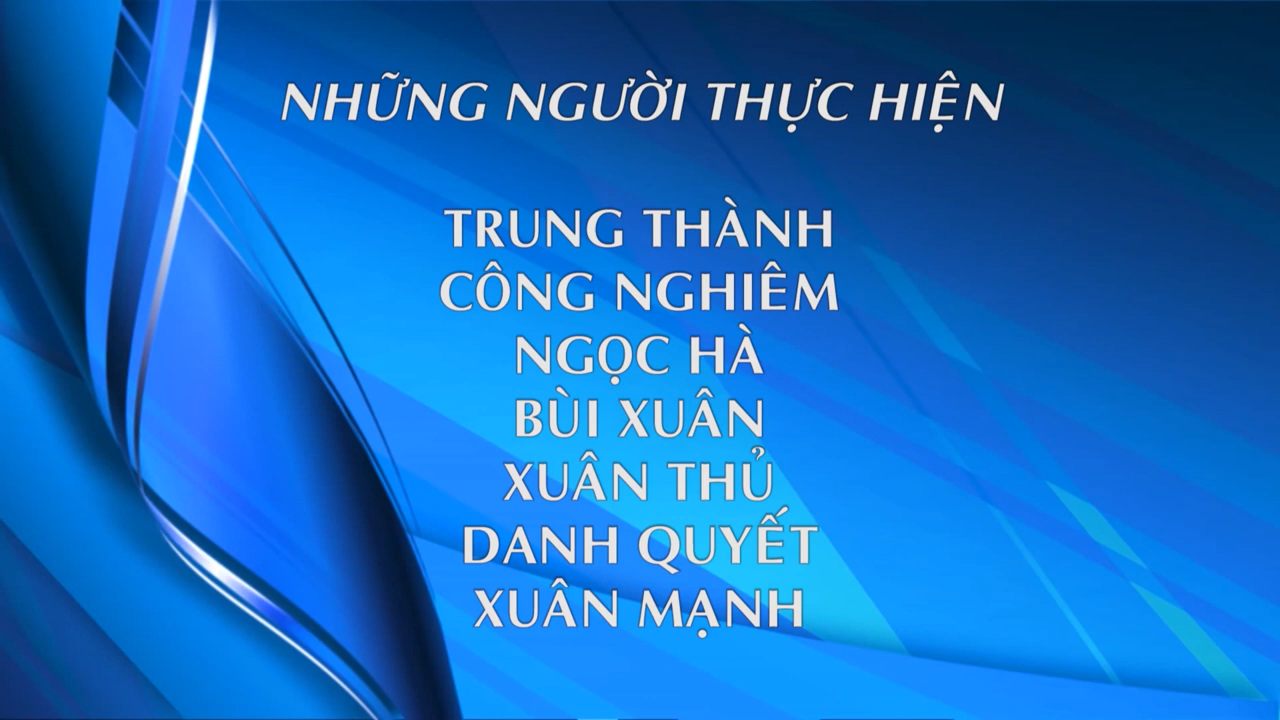 NHỮNG NGƯỜI THỰC HIỆN
TRUNG THÀNH
CÔNG NGHIÊM
NGỌC HÀ
BÙI XUÂN
XUÂN THỦ
DANH QUYẾT
XUÂN MẠNH